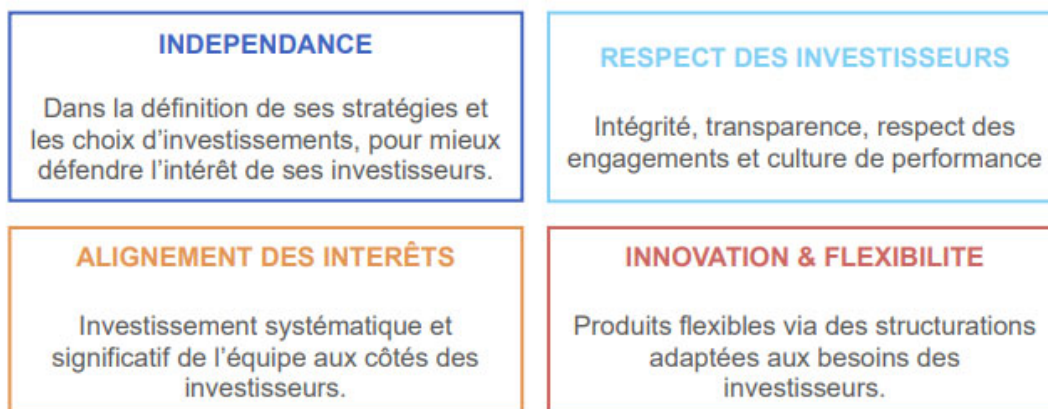 INDEPENDANCE
Dans la définition de ses stratégies et
les choix d’investissements, pour mieux
défendre l’intérêt de ses investisseurs.
RESPECT DES INVESTISSEURS
Intégrité, transparence, respect des
engagements et culture de performance
ALIGNEMENT DES INTERÊTS
Investissement systématique et
significatif de l’équipe aux côtés des
investisseurs.
INNOVATION & FLEXIBILITE
Produits flexibles via des structurations
adaptées aux besoins des
investisseurs.